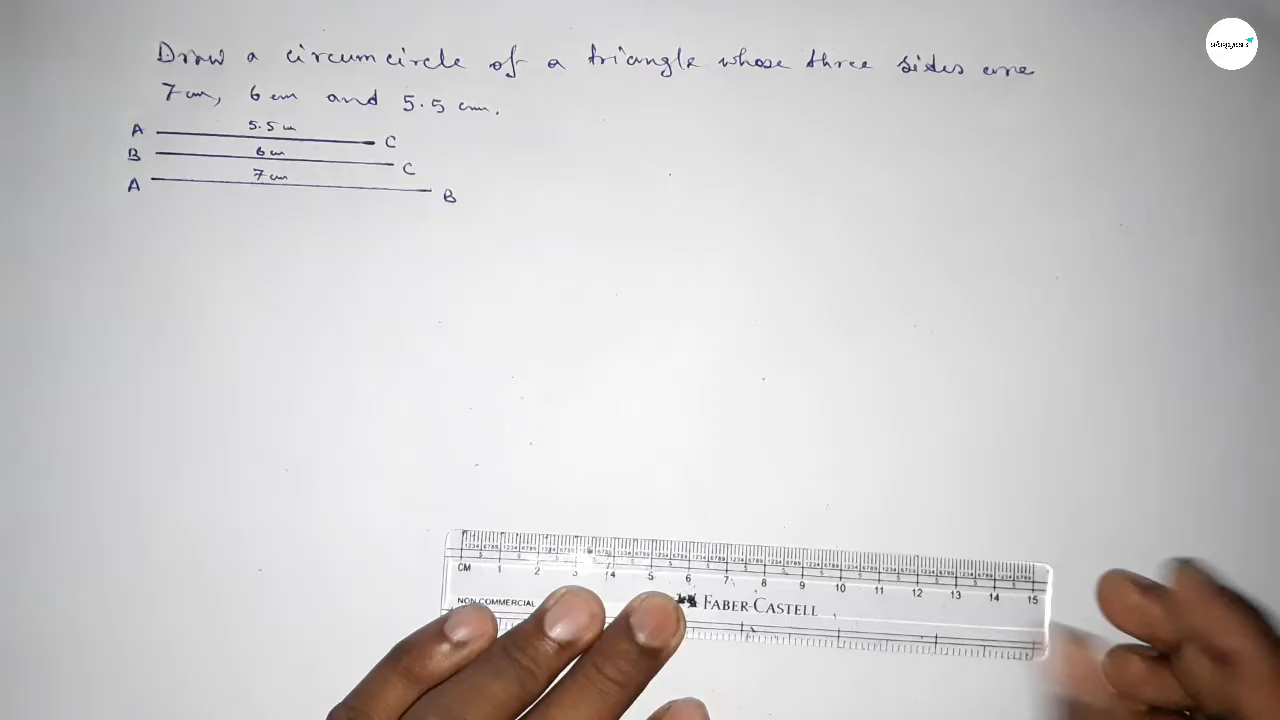 Draw a circumcircle of a triangle whose three sides are
7cm, 6 cm and 5.5 cm.
A 5.5 cm C
B 6 cm C
A 7 cm B
CM 1 2 3 4 5 6 7 8 9 10 11 12 13 14 15
NON COMMERCIAL FABER-CASTELL